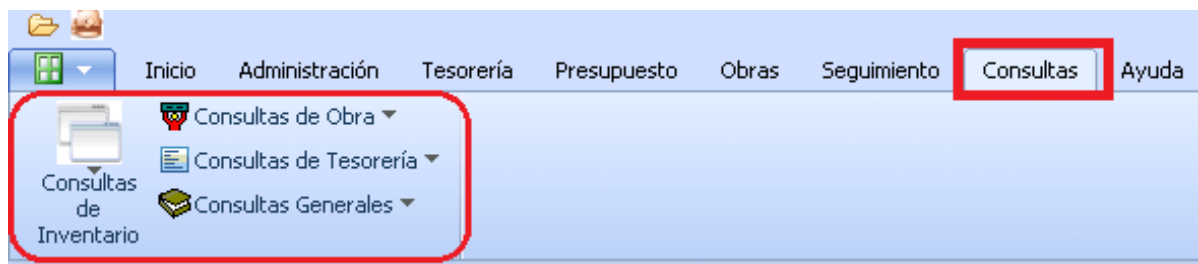 Inicio Administración Tesorería Presupuesto Obras Seguimiento Consultas Ayuda
Consultas de Obra
Consultas de Tesorería
Consultas Generales
Consultas
de
Inventario